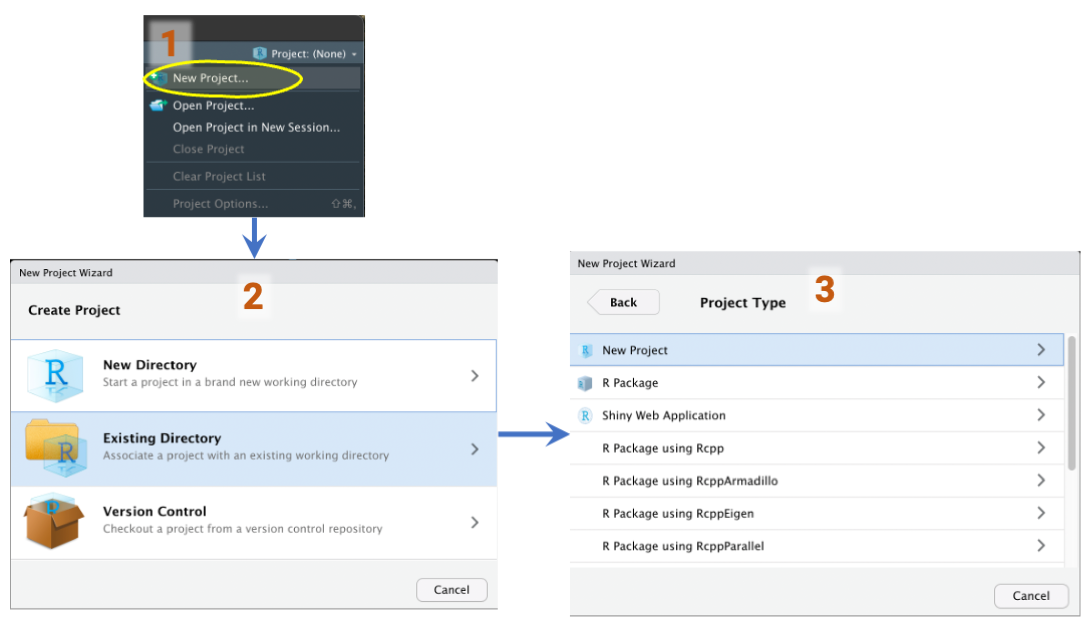 1
Project: (None)
New Project...
Open Project...
Open Project in New Session...
Close Project
Clear Project List
Project Options... ⇧⌘,
New Project Wizard
2
Create Project
R
New Directory
Start a project in a brand new working directory
R
Existing Directory
Associate a project with an existing working directory
R
Version Control
Checkout a project from a version control repository
Cancel
New Project Wizard
Back
Project Type
3
R New Project
R Package
R Shiny Web Application
R Package using Rcpp
R Package using RcppArmadillo
R Package using RcppEigen
R Package using RcppParallel
Cancel